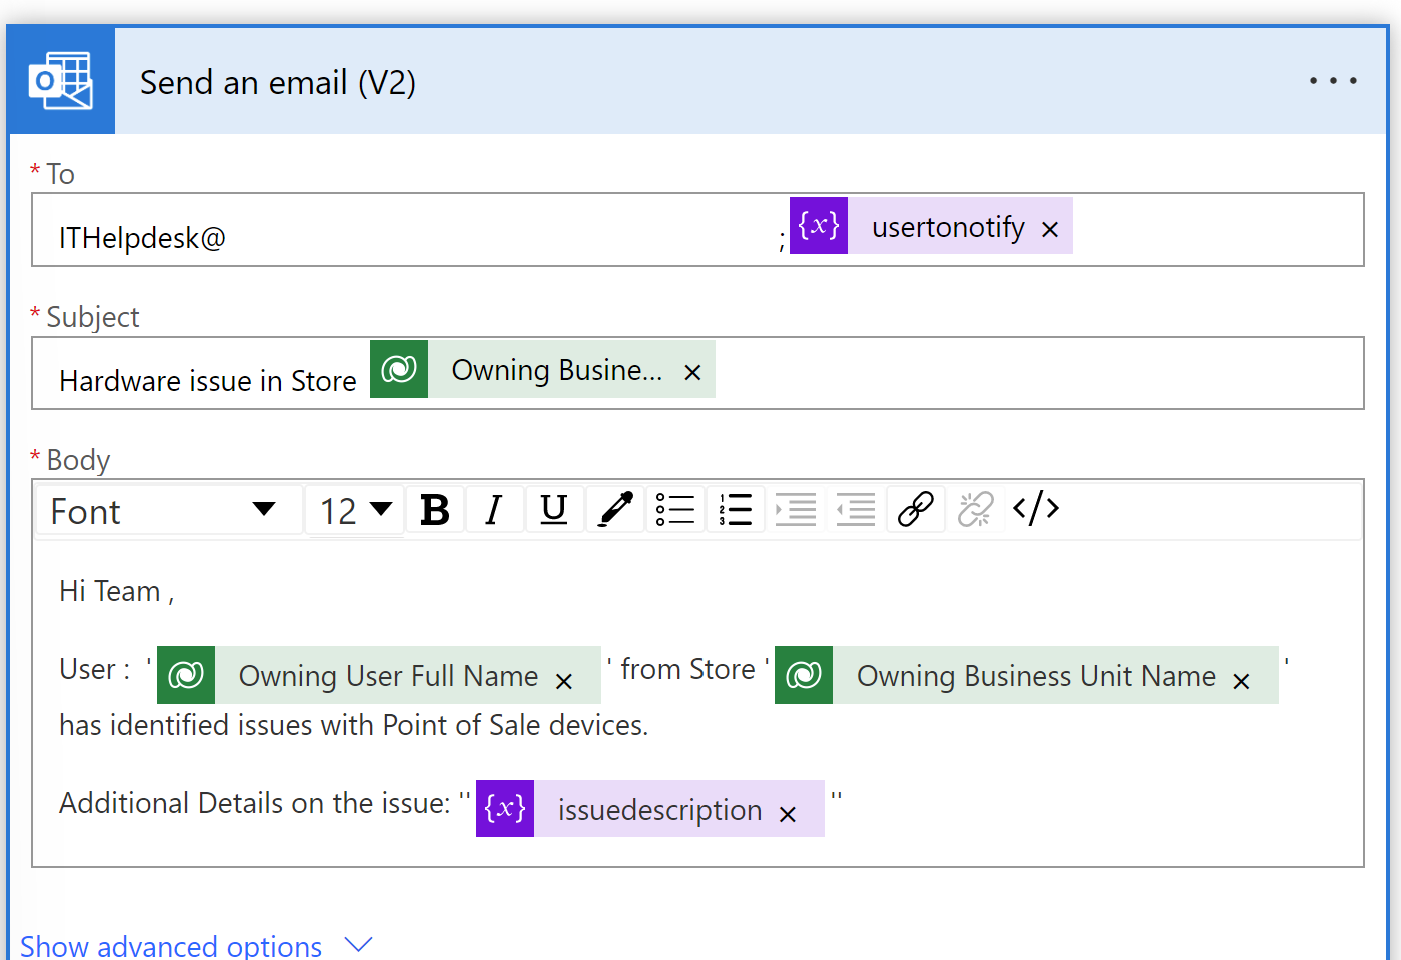 Send an email (V2)
* To
ITHelpdesk@ ; {x} usertonotify ×
* Subject
Hardware issue in Store Owning Busine... ×
* Body
Font 12 B I U </>
Hi Team ,
User : ' Owning User Full Name × ' from Store ' Owning Business Unit Name × '
has identified issues with Point of Sale devices.
Additional Details on the issue: " {x} issuedescription × "
Show advanced options